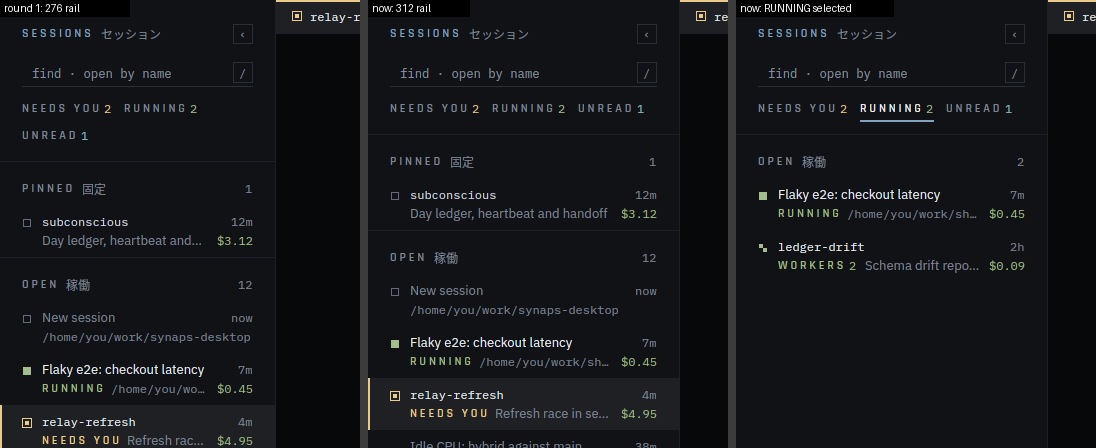 round 1: 276 rail
SESSIONS セッション ‹
relay-r
find · open by name /
NEEDS YOU 2 RUNNING 2
UNREAD 1
PINNED 固定 1
subconscious 12m
Day ledger, heartbeat and... $3.12
OPEN 稼働 12
New session now
/home/you/work/synaps-desktop
Flaky e2e: checkout latency 7m
RUNNING /home/you/wo… $0.45
relay-refresh 4m
NEEDS YOU Refresh rac… $4.95
now: 312 rail
SESSIONS セッション ‹
re
find · open by name /
NEEDS YOU 2 RUNNING 2 UNREAD 1
PINNED 固定 1
subconscious 12m
Day ledger, heartbeat and handoff $3.12
OPEN 稼働 12
New session now
/home/you/work/synaps-desktop
Flaky e2e: checkout latency 7m
RUNNING /home/you/work/sh… $0.45
relay-refresh 4m
NEEDS YOU Refresh race in se… $4.95
Idle CPU: hybrid against main 38m
now: RUNNING selected
SESSIONS セッション ‹
re
find · open by name /
NEEDS YOU 2 RUNNING 2 UNREAD 1
OPEN 稼働 2
Flaky e2e: checkout latency 7m
RUNNING /home/you/work/sh… $0.45
ledger-drift 2h
WORKERS 2 Schema drift repo… $0.09